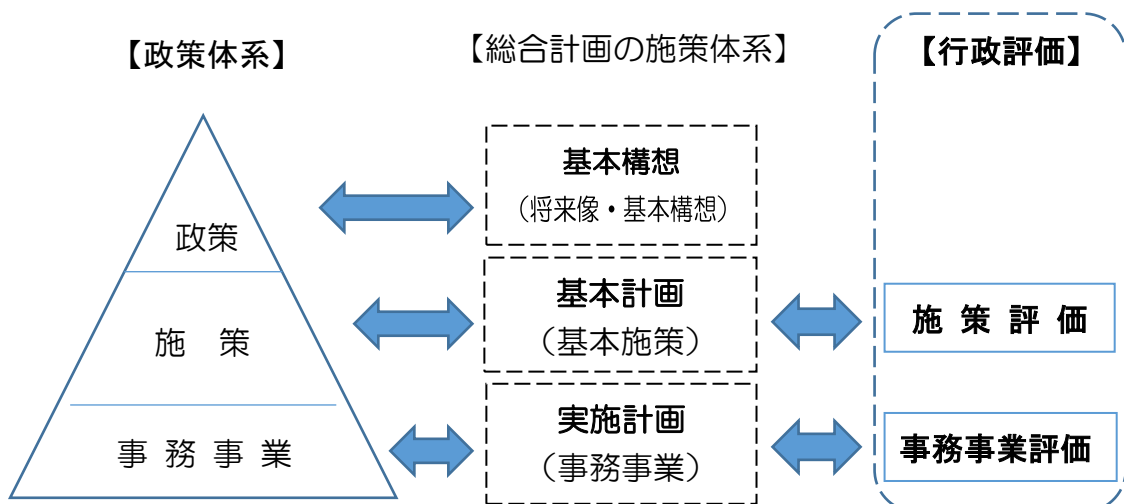 【政策体系】
【総合計画の施策体系】
【行政評価】
政策
施策
事務事業
基本構想
（将来像・基本構想）
基本計画
（基本施策）
実施計画
（事務事業）
施策評価
事務事業評価